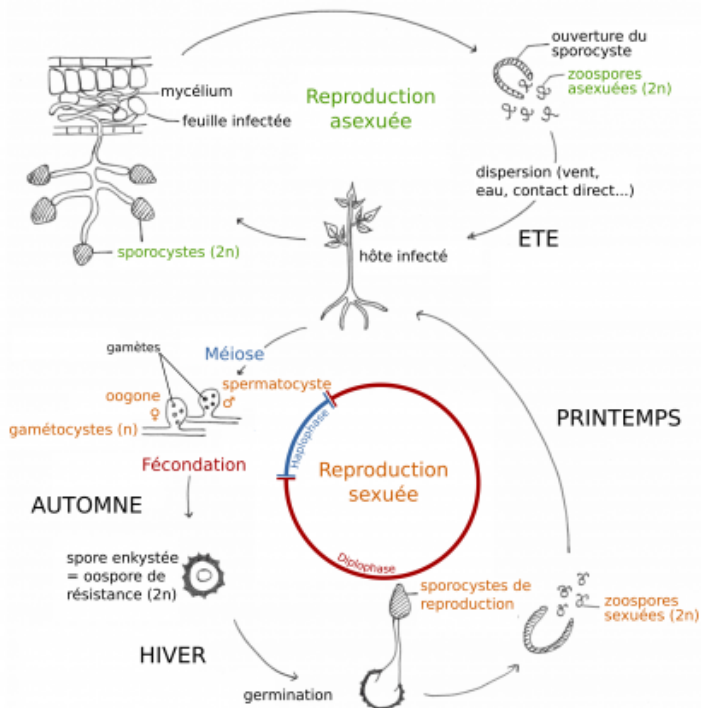 ouverture du
sporocyste
zoospores
asexuées (2n)
mycélium
feuille infectée
Reproduction
asexuée
dispersion (vent,
eau, contact direct...)
ETE
sporocystes (2n)
hôte infecté
gamètes
Méiose
oogone
♀
spermatocyste
♂
gamétocystes (n)
Fécondation
Haplophase
Reproduction
sexuée
Diplophase
PRINTEMPS
AUTOMNE
spore enkystée
= oospore de
résistance (2n)
sporocystes de
reproduction
zoospores
sexuées (2n)
HIVER
germination